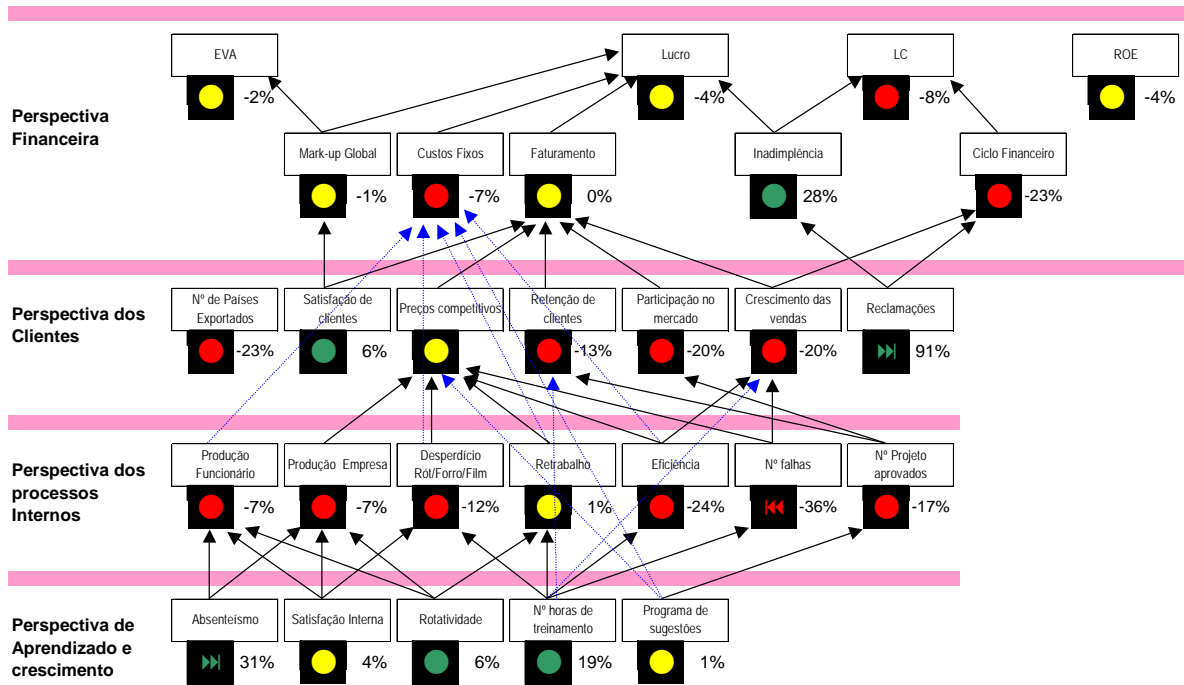 EVA
Lucro
LC
ROE
-2%
-4%
-8%
-4%
Perspectiva
Financeira
Mark-up Global
Custos Fixos
Faturamento
Inadimplência
Ciclo Financeiro
-1%
-7%
0%
28%
-23%
Perspectiva dos
Clientes
Nº de Países
Exportados
Satisfação de
clientes
Preços competitivos
Retenção de
clientes
Participação no
mercado
Crescimento das
vendas
Reclamações
-23%
6%
-13%
-20%
-20%
91%
Perspectiva dos
processos
Internos
Produção
Funcionário
Produção Empresa
Desperdício
Rót/Forro/Film
Retrabalho
Eficiência
Nº falhas
Nº Projeto
aprovados
-7%
-7%
-12%
1%
-24%
-36%
-17%
Perspectiva de
Aprendizado e
crescimento
Absenteísmo
Satisfação Interna
Rotatividade
Nº horas de
treinamento
Programa de
sugestões
31%
4%
6%
19%
1%